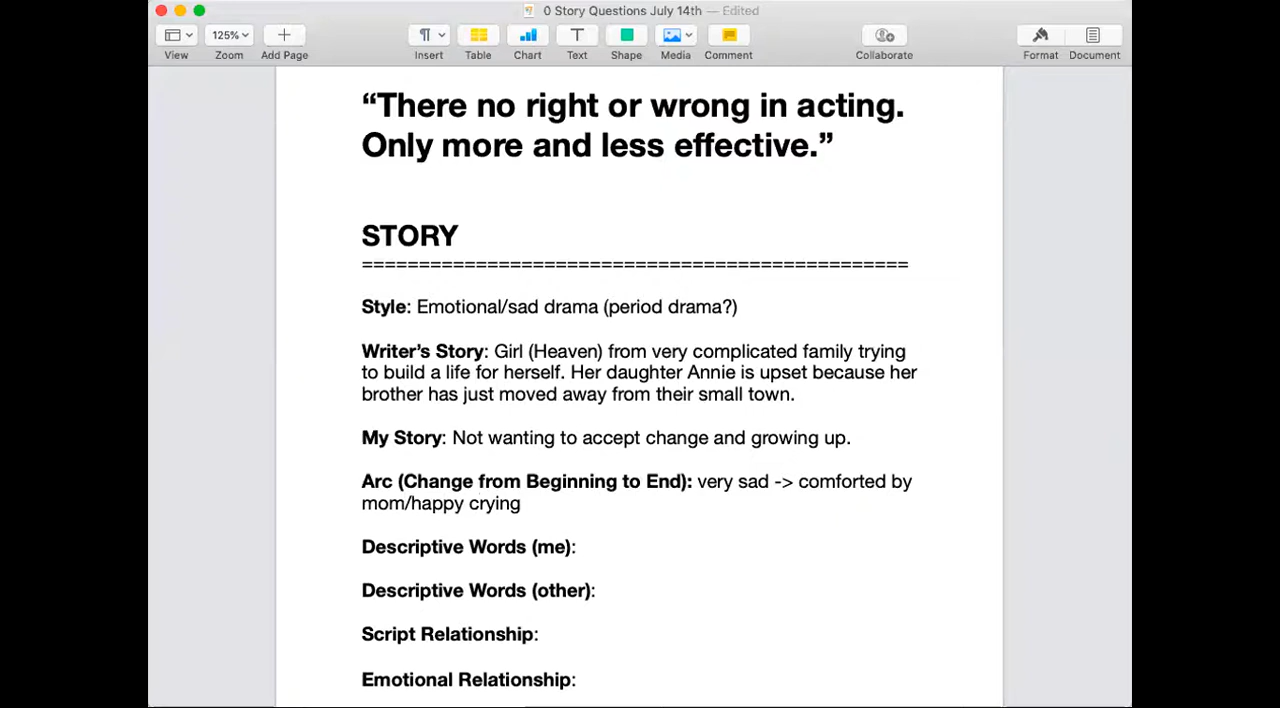 0 Story Questions July 14th — Edited
125%
View
Zoom
Add Page
Insert
Table
Chart
Text
Shape
Media
Comment
Collaborate
Format
Document
“There no right or wrong in acting.
Only more and less effective.”
STORY
================================================
Style: Emotional/sad drama (period drama?)
Writer’s Story: Girl (Heaven) from very complicated family trying
to build a life for herself. Her daughter Annie is upset because her
brother has just moved away from their small town.
My Story: Not wanting to accept change and growing up.
Arc (Change from Beginning to End): very sad -> comforted by
mom/happy crying
Descriptive Words (me):
Descriptive Words (other):
Script Relationship:
Emotional Relationship: